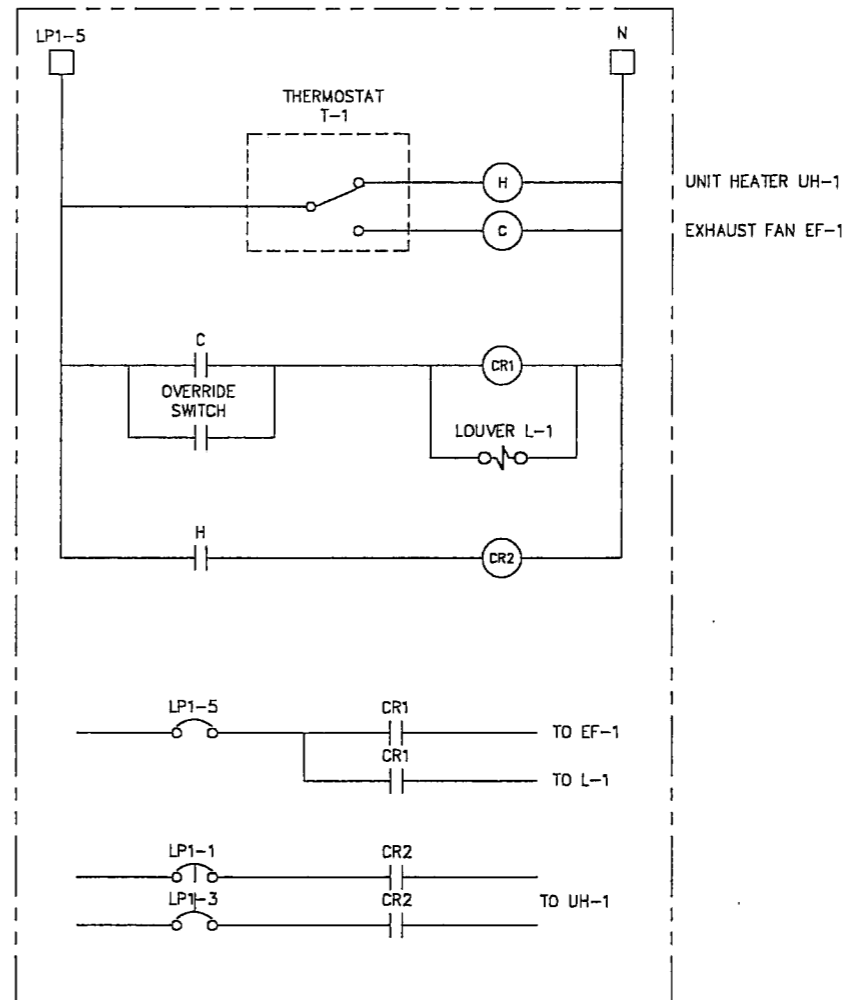 LP1-5
N
THERMOSTAT
T-1
H
UNIT HEATER UH-1
C
EXHAUST FAN EF-1
C
CR1
OVERRIDE
SWITCH
LOUVER L-1
H
CR2
LP1-5
CR1
TO EF-1
CR1
TO L-1
LP1-1
CR2
LP1-3
CR2
TO UH-1